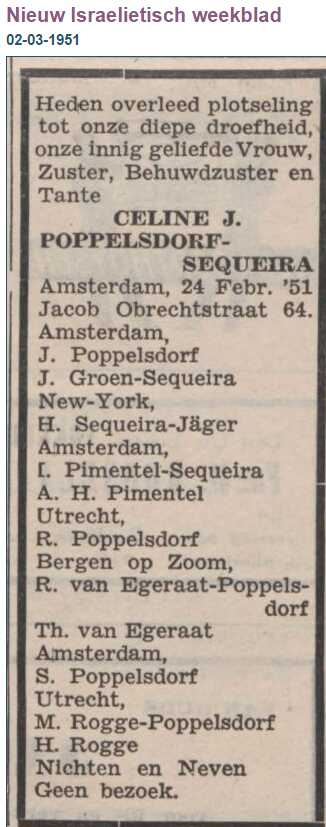 Nieuw Israelietisch weekblad
02-03-1951
Heden overleed plotseling
tot onze diepe droefheid,
onze innig geliefde Vrouw,
Zuster, Behuwdzuster en
Tante
CELINE J.
POPPELSDORF-
SEQUEIRA
Amsterdam, 24 Febr. '51
Jacob Obrechtstraat 64.
Amsterdam,
J. Poppelsdorf
J. Groen-Sequeira
New-York,
H. Sequeira-Jäger
Amsterdam,
I. Pimentel-Sequeira
A. H. Pimentel
Utrecht,
R. Poppelsdorf
Bergen op Zoom,
R. van Egeraat-Poppels-
dorf
Th. van Egeraat
Amsterdam,
S. Poppelsdorf
Utrecht,
M. Rogge-Poppelsdorf
H. Rogge
Nichten en Neven
Geen bezoek.